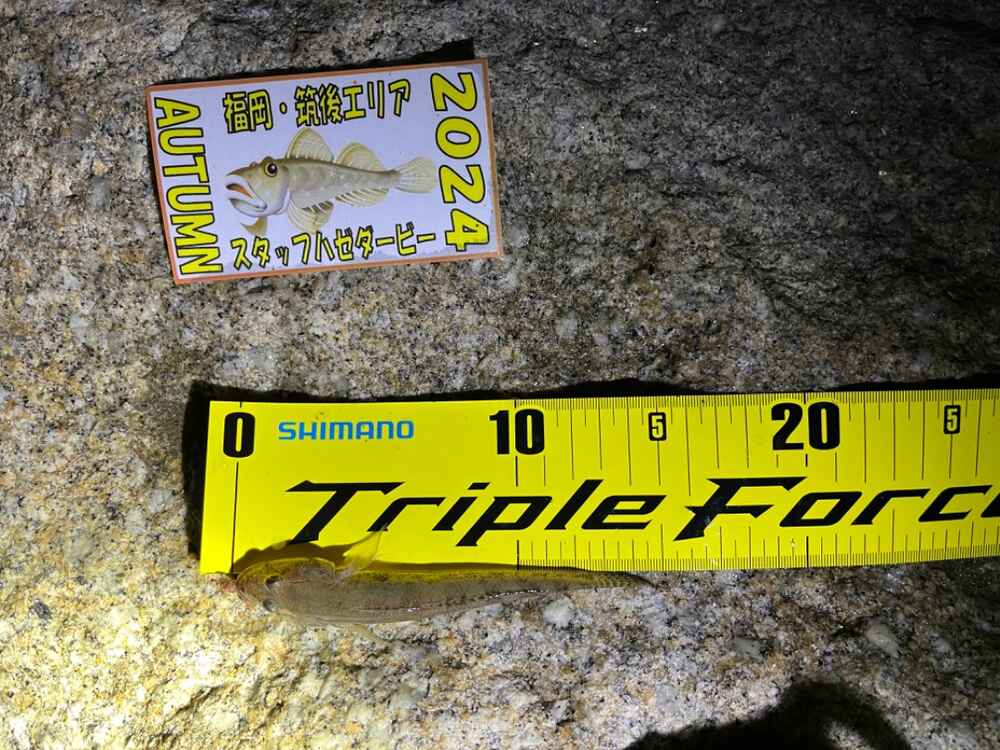 福岡・筑後エリア
AUTUMN
2024
スタッフハゼダービー
0 SHIMANO 10 5 20 5
Triple Forc